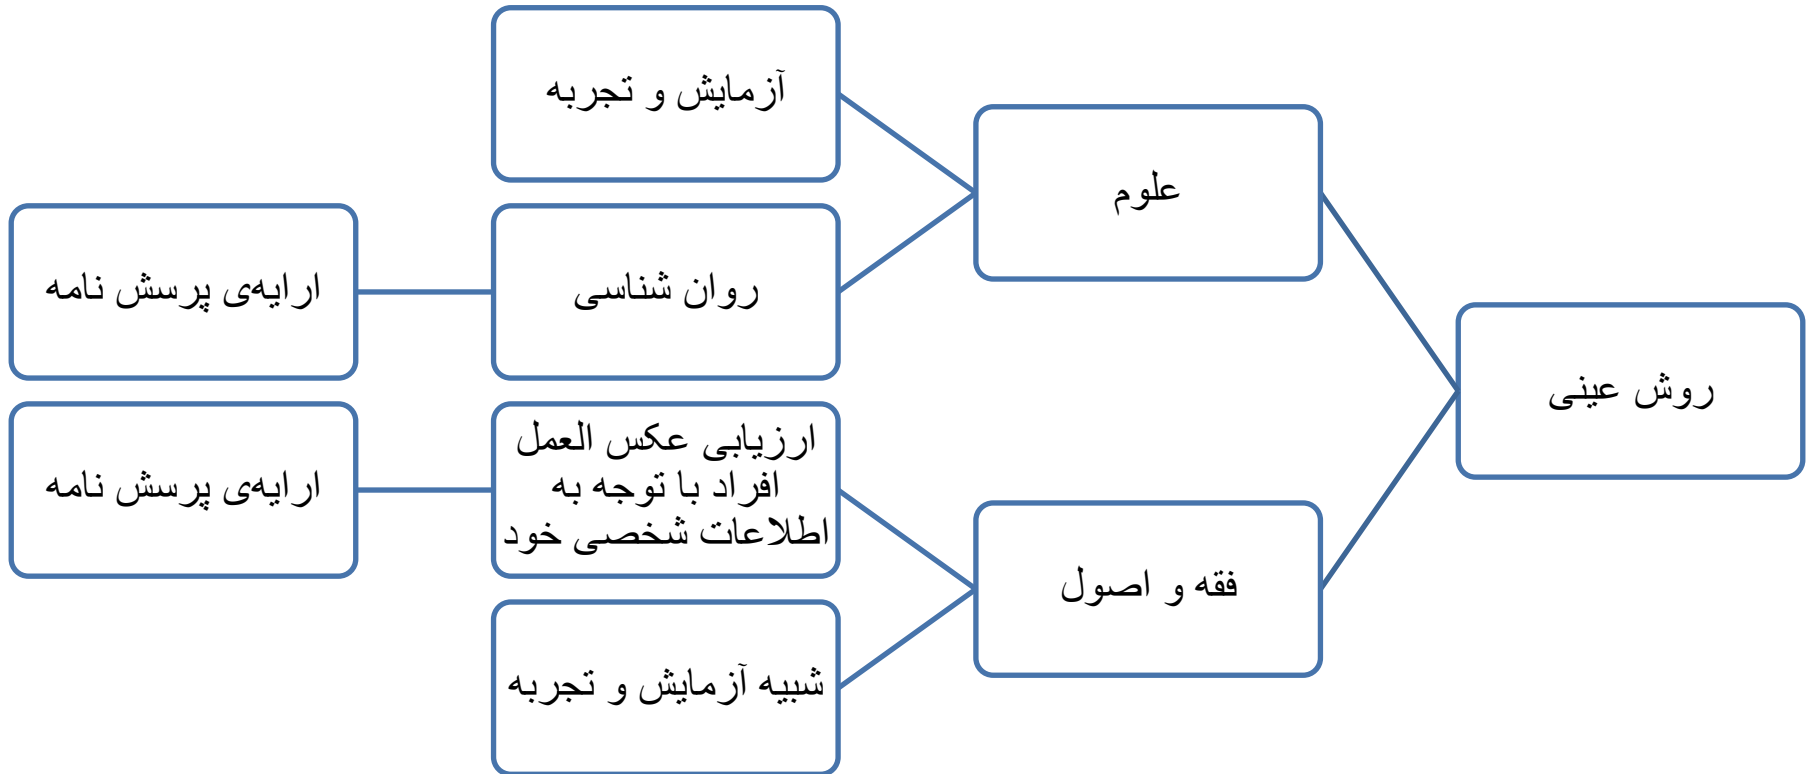 روش عینی
علوم
آزمایش و تجربه
روان شناسی
ارایه‌ی پرسش نامه
فقه و اصول
ارزیابی عکس العمل
افراد با توجه به
اطلاعات شخصی خود
ارایه‌ی پرسش نامه
شبیه آزمایش و تجربه